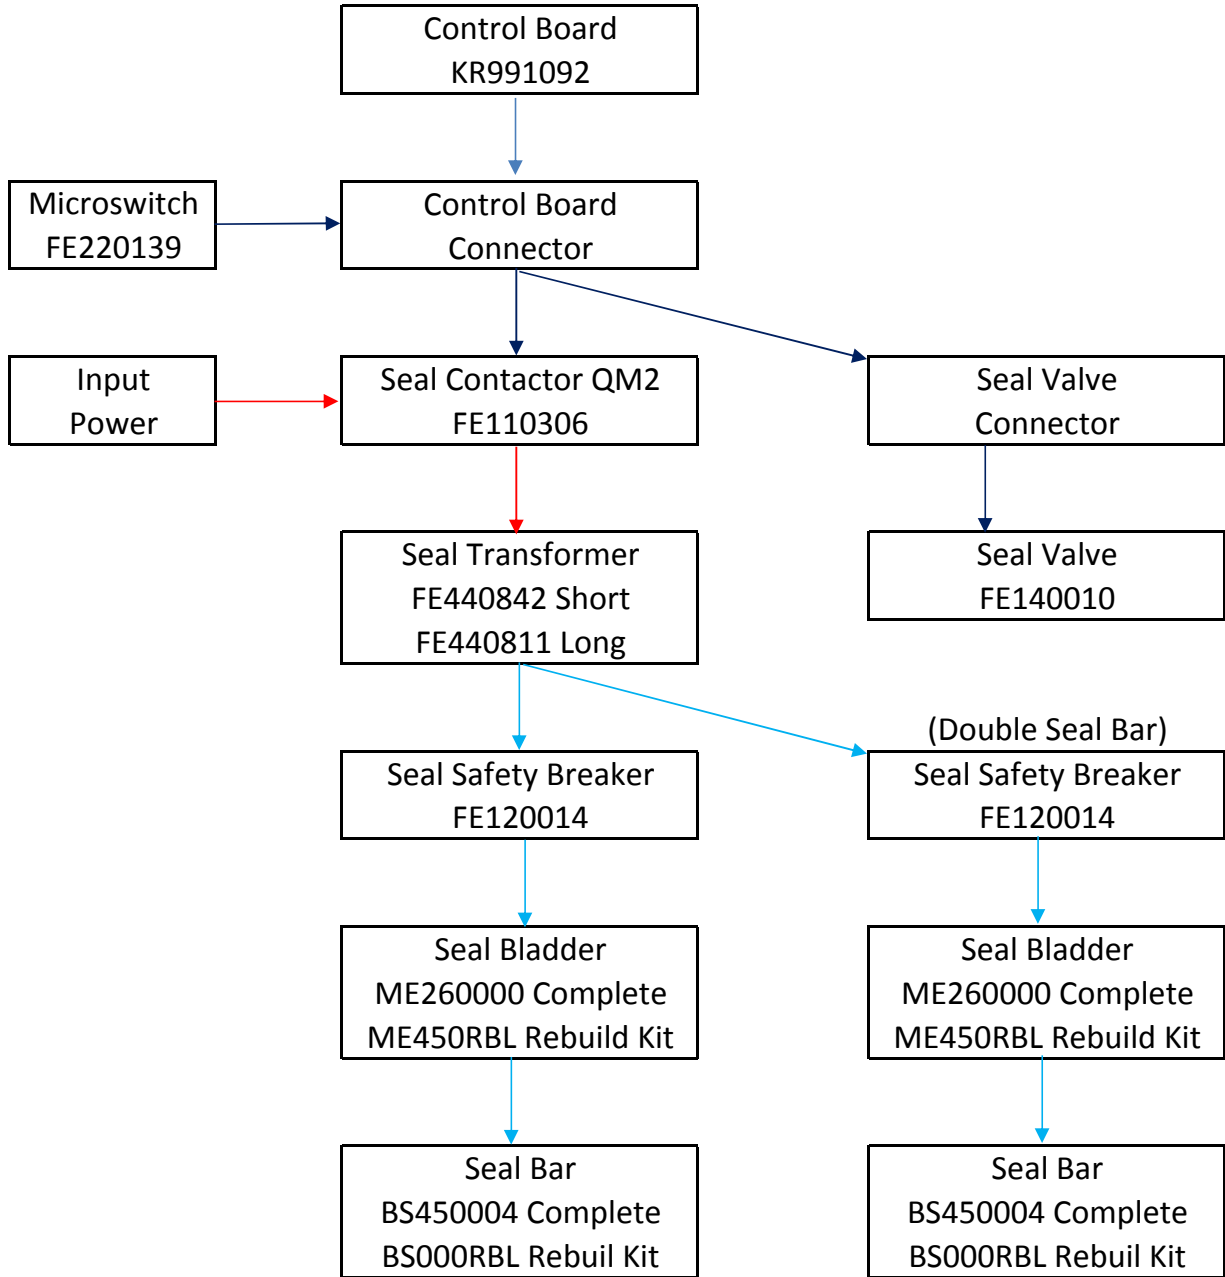 Control Board
KR991092
Microswitch
FE220139
Control Board
Connector
Input
Power
Seal Contactor QM2
FE110306
Seal Valve
Connector
Seal Transformer
FE440842 Short
FE440811 Long
Seal Valve
FE140010
(Double Seal Bar)
Seal Safety Breaker
FE120014
Seal Safety Breaker
FE120014
Seal Bladder
ME260000 Complete
ME450RBL Rebuild Kit
Seal Bladder
ME260000 Complete
ME450RBL Rebuild Kit
Seal Bar
BS450004 Complete
BS000RBL Rebuil Kit
Seal Bar
BS450004 Complete
BS000RBL Rebuil Kit